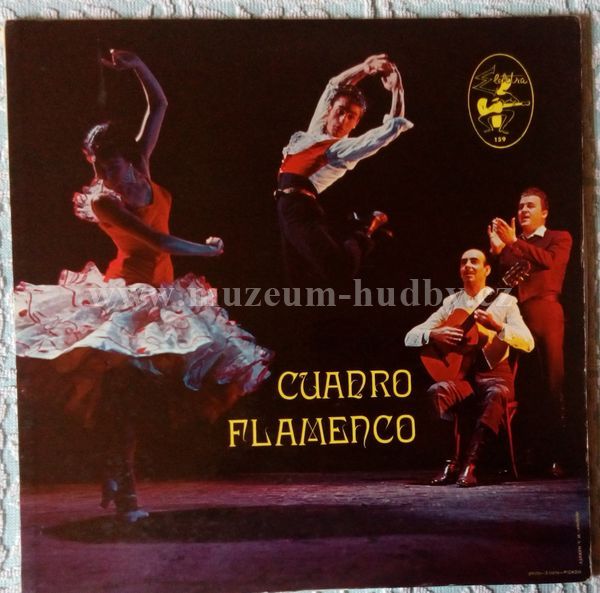 Elektra
159
www.muzeum-hudby.cz
CUADRO
FLAMENCO